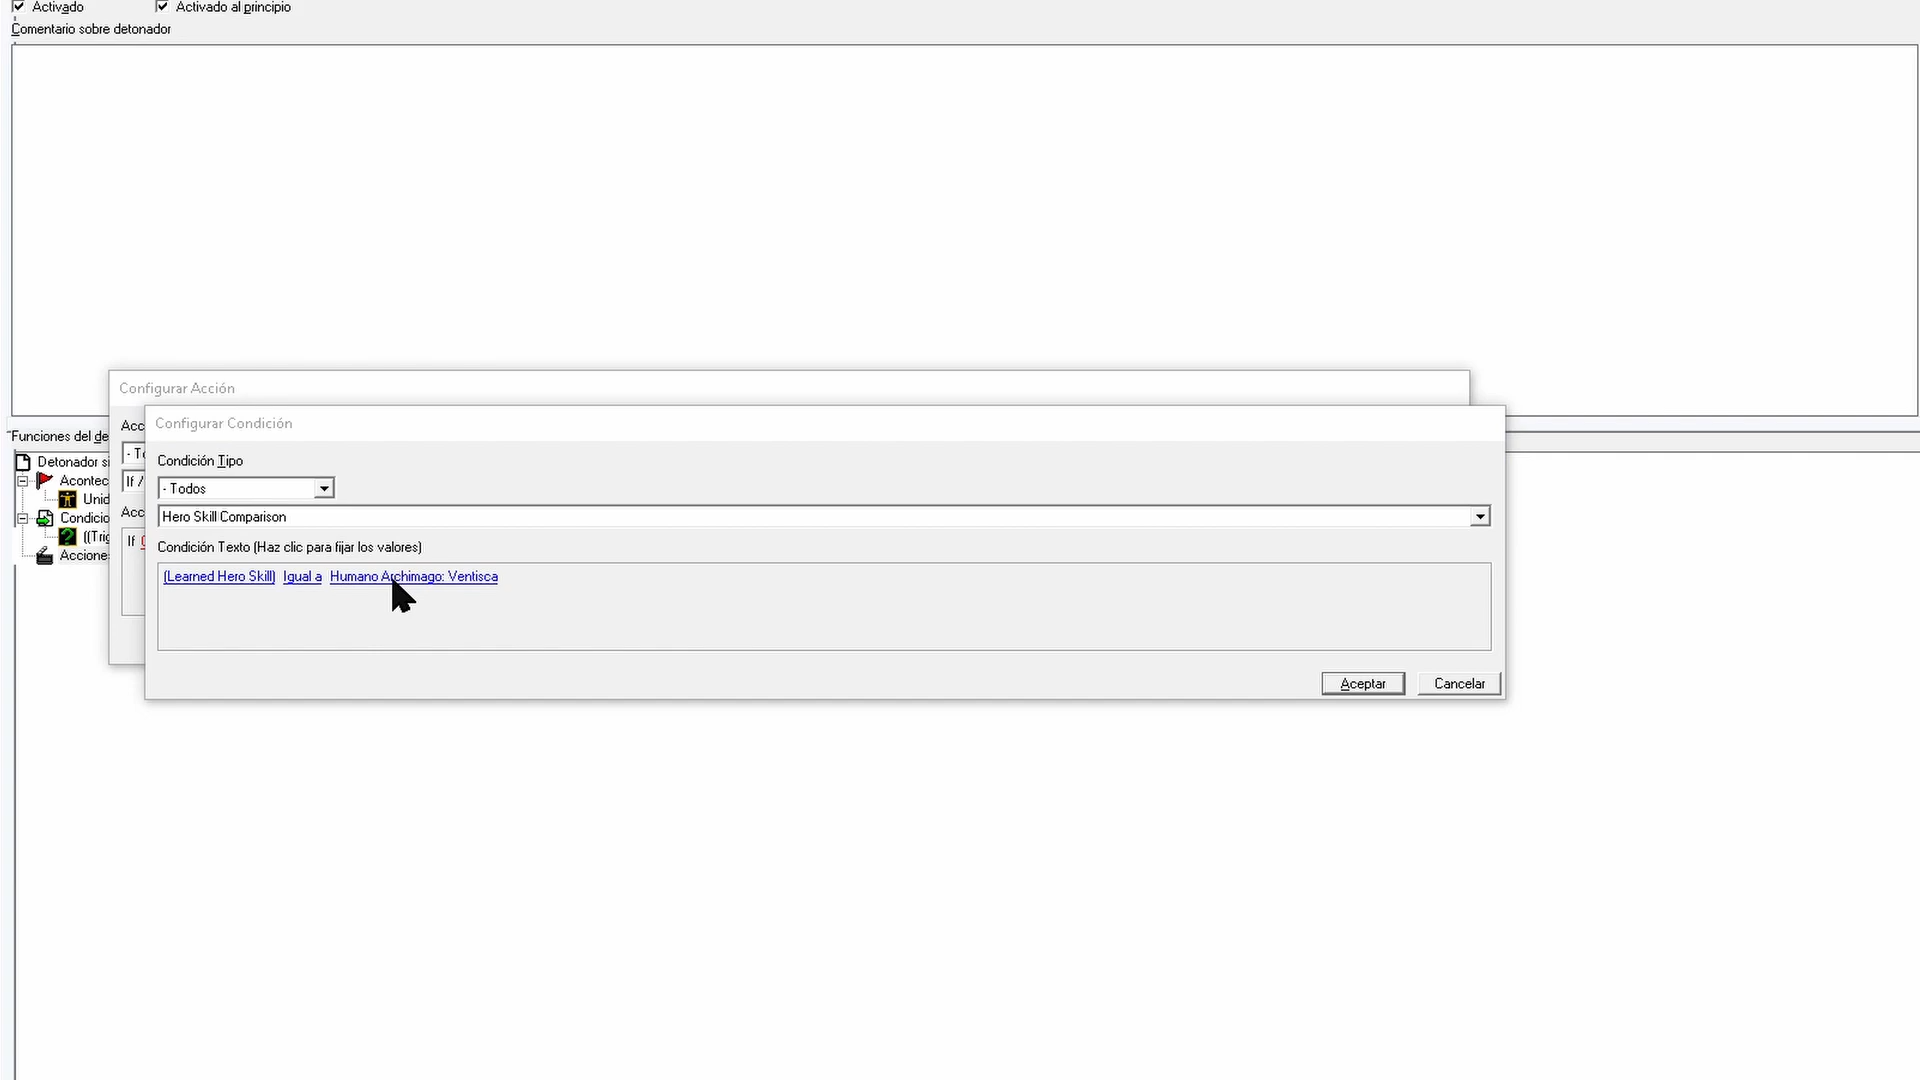 Activado Activado al principio
Comentario sobre detonador
Configurar Acción
Configurar Condición
Funciones del de
Acc
Condición Tipo
Detonador si
Acontec
If /
- Todos
Unid
Condicio
Acc
Hero Skill Comparison
((Trig
If
Condición Texto (Haz clic para fijar los valores)
Accione
(Learned Hero Skill) Igual a Humano Archimago: Ventisca
Aceptar Cancelar